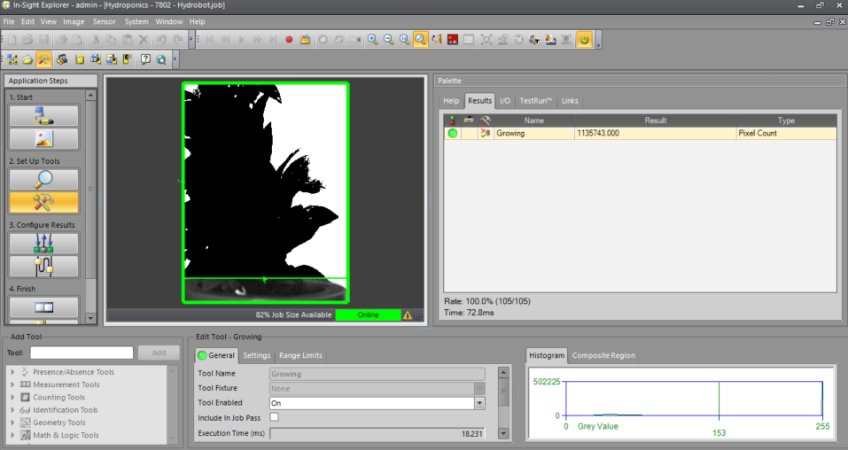 In-Sight Explorer - admin - [Hydroponics - 7802 - Hydrobot.job]
File Edit View Image Sensor System Window Help
Application Steps
1. Start
2. Set Up Tools
3. Configure Results
4. Finish
82% Job Size Available Online
Palette
Help Results I/O TestRun™ Links
Name Result Type
Growing 1135743.000 Pixel Count
Rate: 100.0% (105/105)
Time: 72.8ms
Add Tool
Tool: Add
Presence/Absence Tools
Measurement Tools
Counting Tools
Identification Tools
Geometry Tools
Math & Logic Tools
Edit Tool - Growing
General Settings Range Limits
Tool Name Growing
Tool Fixture None
Tool Enabled On
Include In Job Pass
Execution Time (ms) 18.231
Histogram Composite Region
502225
0 Grey Value 153 255